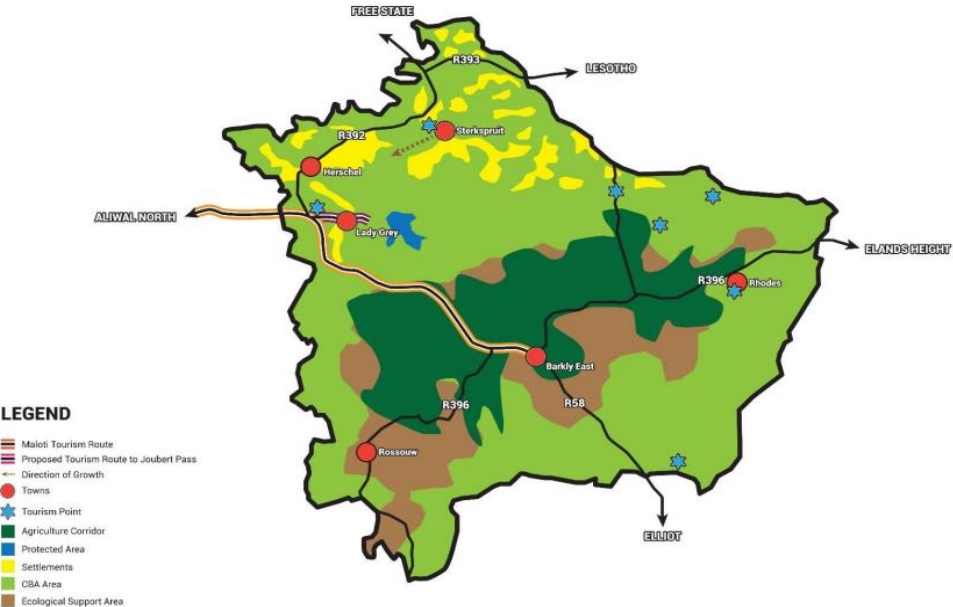 FREE STATE
R393
LESOTHO
Sterkspruit
R392
Herschel
ALIWAL NORTH
Lady Grey
ELANDS HEIGHT
R396
Rhodes
Barkly East
R396
R58
Rossouw
ELLIOT
LEGEND
Maloti Tourism Route
Proposed Tourism Route to Joubert Pass
Direction of Growth
Towns
Tourism Point
Agriculture Corridor
Protected Area
Settlements
CBA Area
Ecological Support Area